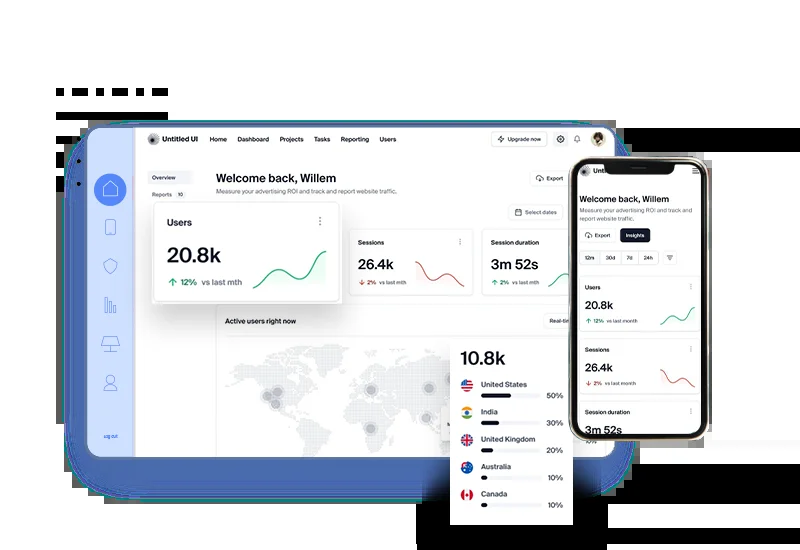 Untitled UI Home Dashboard Projects Tasks Reporting Users Upgrade now
Overview
Reports 10
Welcome back, Willem
Measure your advertising ROI and track and report website traffic.
Export
Select dates
Users
20.8k
12% vs last mth
Sessions
26.4k
2% vs last mth
Session duration
3m 52s
2% vs last mth
Active users right now
10.8k
United States
50%
India
30%
United Kingdom
20%
Australia
10%
Canada
10%
Log out
Welcome back, Willem
Measure your advertising ROI and track and
report website traffic.
Export Insights
12m 30d 7d 24h
Users
20.8k
12% vs last month
Sessions
26.4k
2% vs last month
Session duration
3m 52s